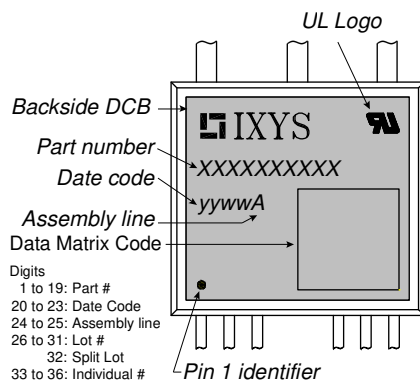 UL Logo
Backside DCB
IXYS
Part number
XXXXXXXXXX
Date code
yywwA
Assembly line
Data Matrix Code
Digits
1 to 19: Part #
20 to 23: Date Code
24 to 25: Assembly line
26 to 31: Lot #
32: Split Lot
33 to 36: Individual #
Pin 1 identifier